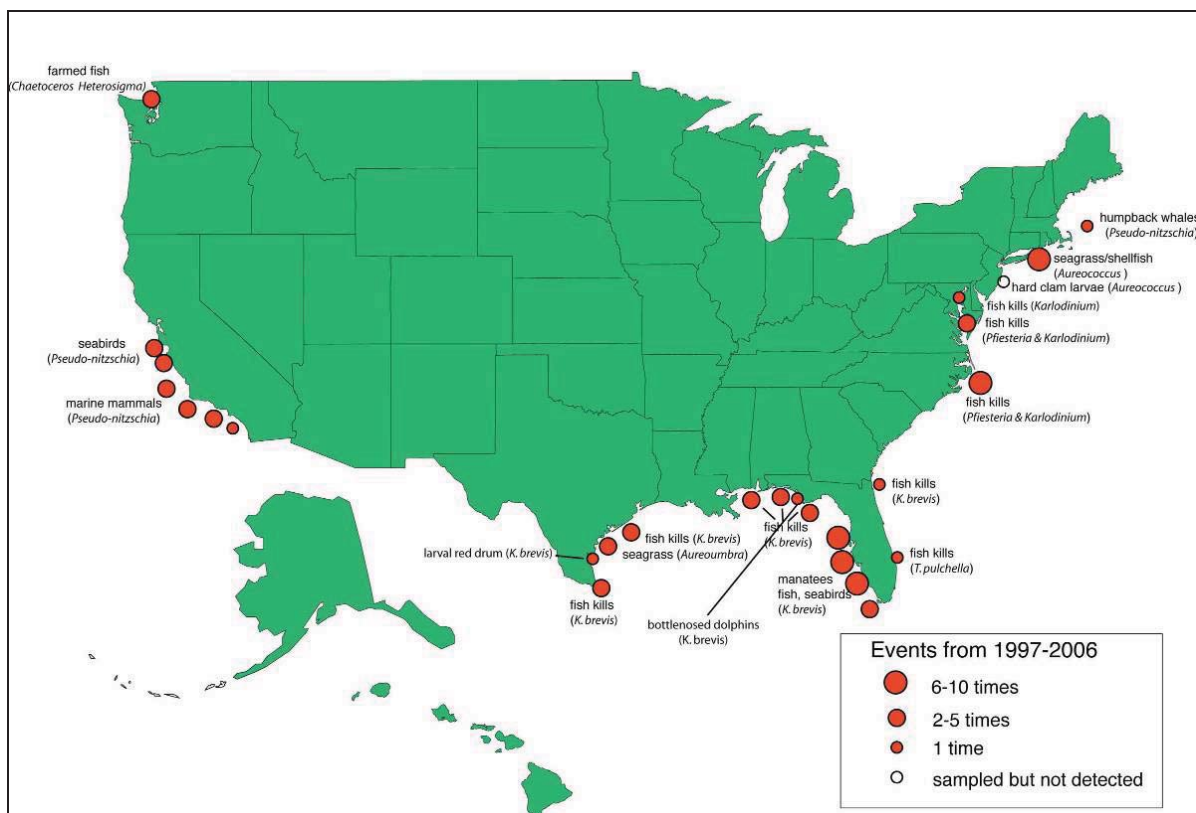 farmed fish
(Chaetoceros Heterosigma)
humpback whales
(Pseudo-nitzschia)
seagrass/shellfish
(Aureococcus )
hard clam larvae (Aureococcus )
fish kills (Karlodinium)
fish kills
(Pfiesteria & Karlodinium)
seabirds
(Pseudo-nitzschia)
marine mammals
(Pseudo-nitzschia)
fish kills
(Pfiesteria & Karlodinium)
fish kills
(K. brevis)
fish kills
(K. brevis)
fish kills (K. brevis)
seagrass (Aureoumbra)
larval red drum (K. brevis)
fish kills
(T. pulchella)
fish kills
(K. brevis)
manatees
fish, seabirds
(K. brevis)
bottlenosed dolphins
(K. brevis)
Events from 1997-2006
6-10 times
2-5 times
1 time
sampled but not detected